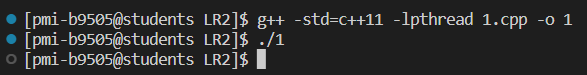 [pmi-b9505@students LR2]$ g++ -std=c++11 -lpthread 1.cpp -o 1
[pmi-b9505@students LR2]$ ./1
[pmi-b9505@students LR2]$